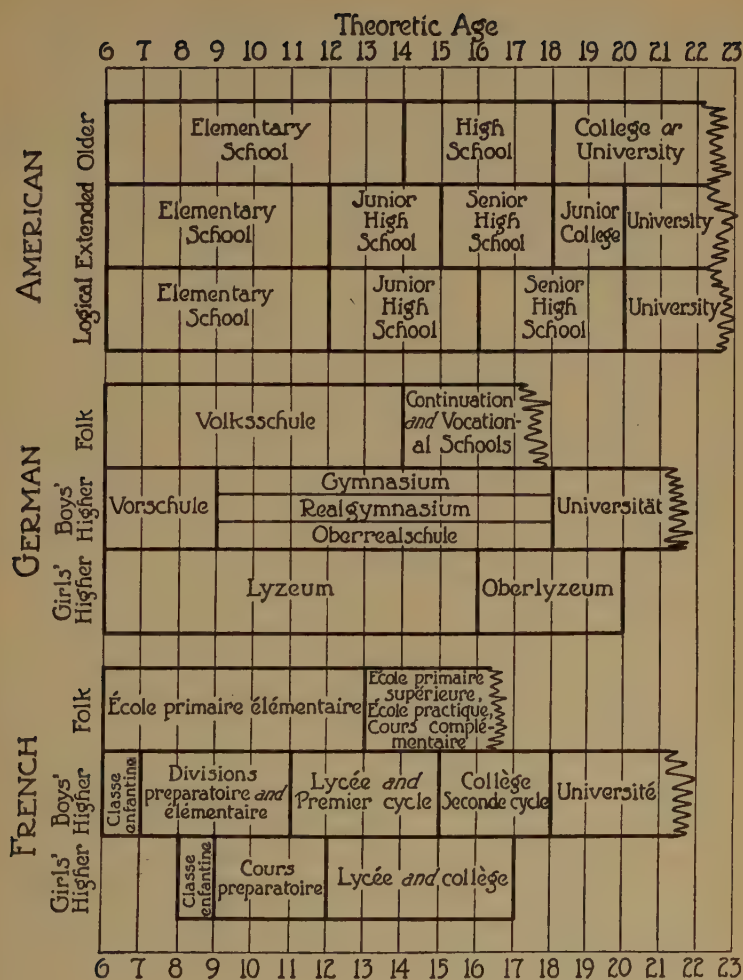 Theoretic Age
6 7 8 9 10 11 12 13 14 15 16 17 18 20 21 22 23
AMERICAN
Older
Elementary
School
High
School
College or
University
Extended
Elementary
School
Junior
High
School
Senior
High
School
Junior
College
University
Logical
Elementary
School
Junior
High
School
Senior
High
School
University
GERMAN
Folk
Volksschule
Continuation
and Vocation-
al Schools
Boys'
Higher
Vorschule
Gymnasium
Realgymnasium
Oberrealschule
Universität
Girls'
Higher
Lyzeum
Oberlyzeum
FRENCH
Folk
École primaire élémentaire
École primaire
supérieure,
École practique,
Cours complé-
mentaire
Boys'
Higher
Classe
enfantine
Divisions
preparatoire and
élémentaire
Lycée and
Premier cycle
Collège
Seconde cycle
Université
Girls'
Higher
Classe
enfantine
Cours
preparatoire
Lycée and collège
6 7 8 9 10 11 12 13 14 15 16 17 18 20 21 22 23